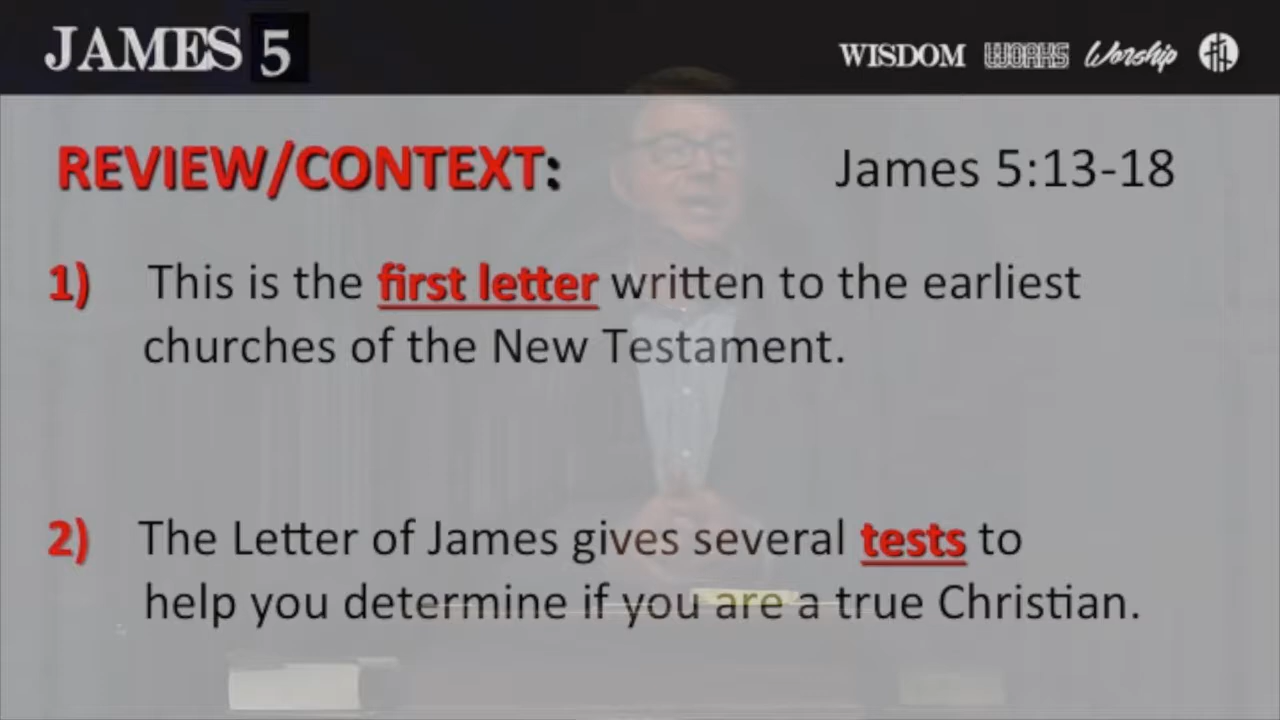 JAMES 5
WISDOM WORKS Worship
REVIEW/CONTEXT: James 5:13-18
1) This is the first letter written to the earliest
churches of the New Testament.
2) The Letter of James gives several tests to
help you determine if you are a true Christian.